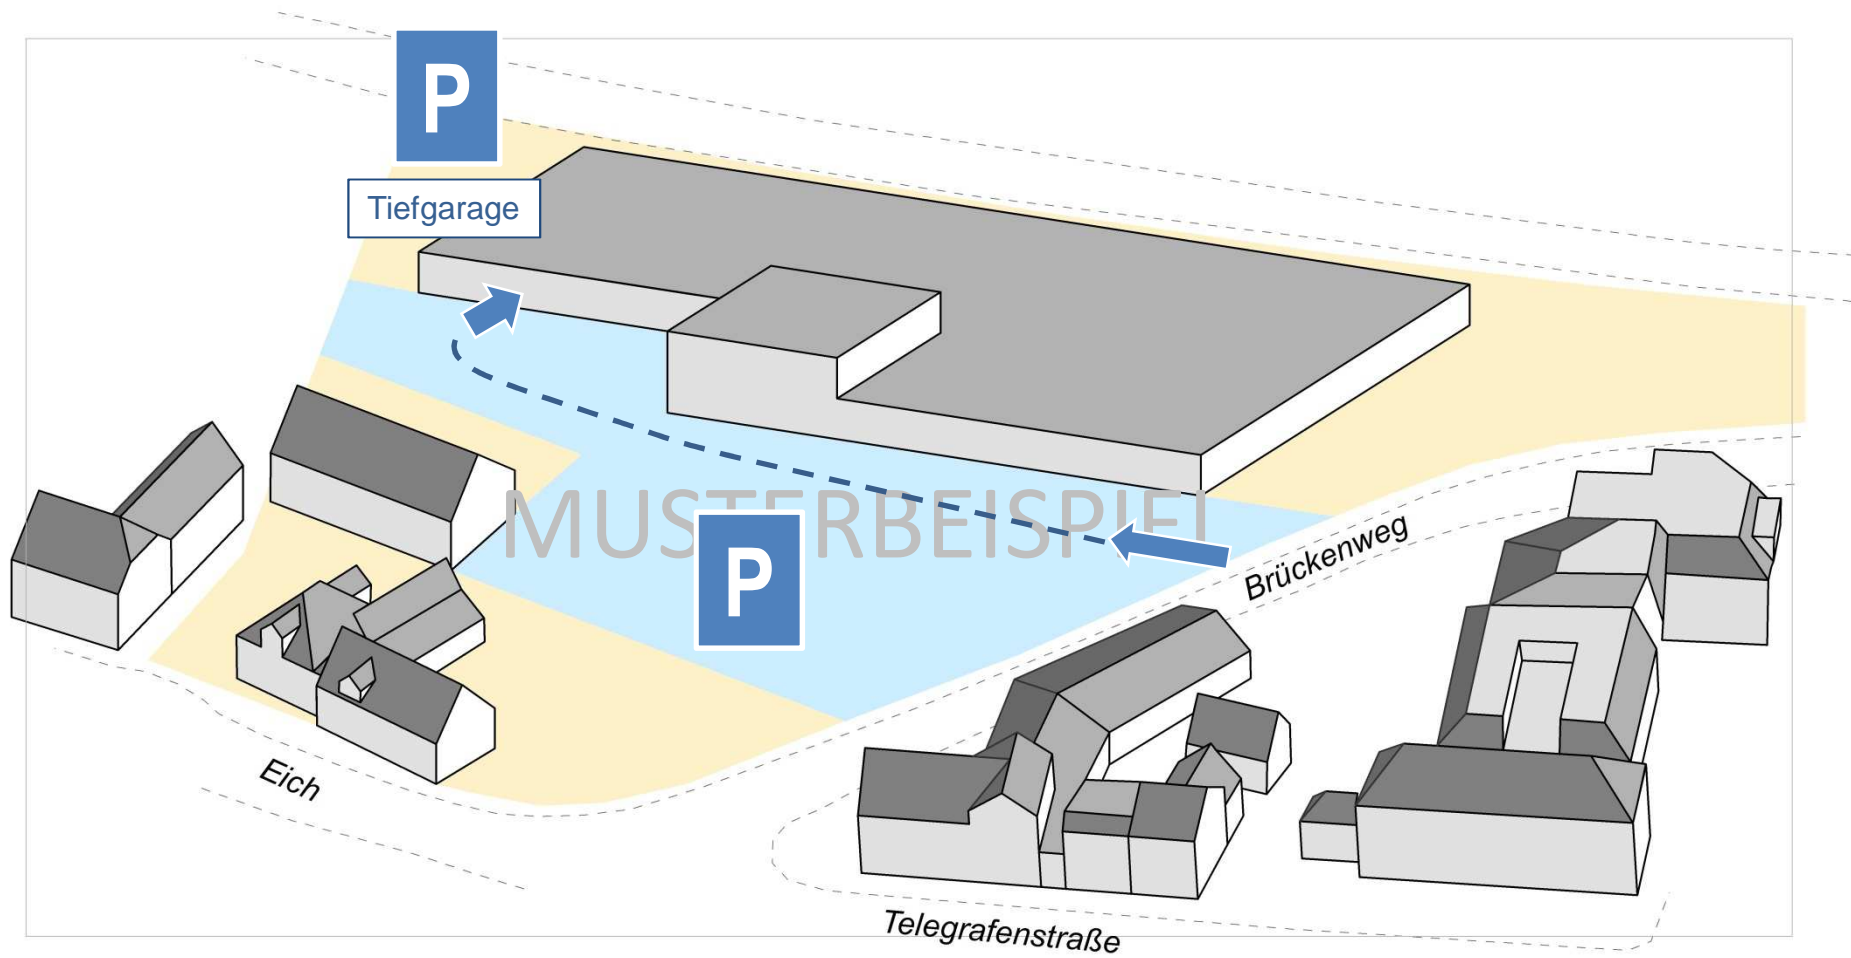 P
Tiefgarage
MUSTERBEISPIEL
P
Brückenweg
Eich
Telegrafenstraße